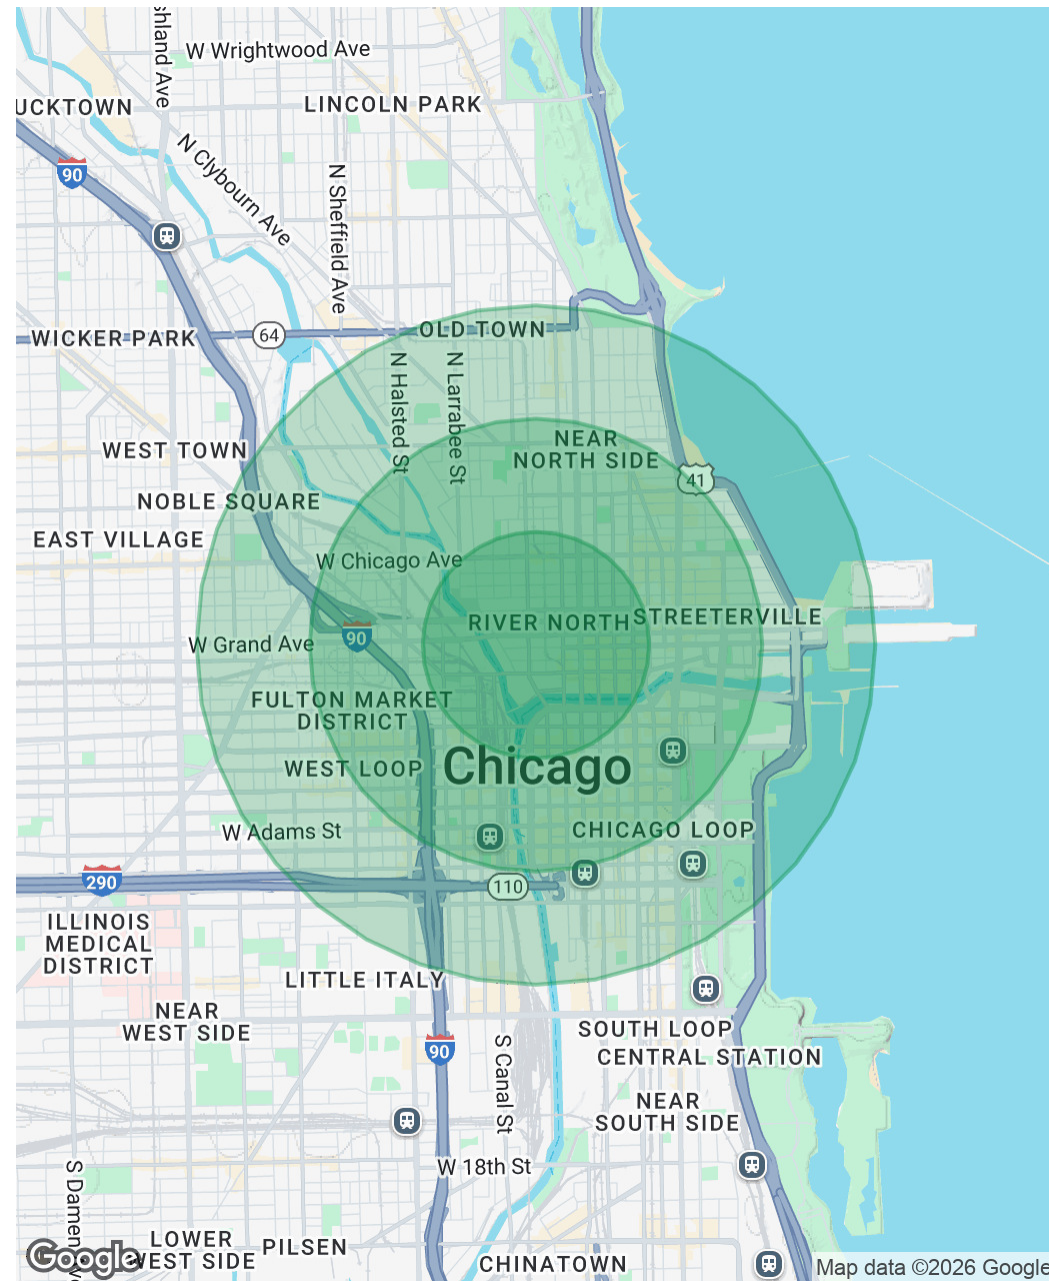 W Wrightwood Ave
hland Ave
UCKTOWN
LINCOLN PARK
N Clybourn Ave
N Sheffield Ave
90
WICKER PARK
64
OLD TOWN
N Halsted St
N Larrabee St
WEST TOWN
NEAR
NORTH SIDE
41
NOBLE SQUARE
EAST VILLAGE
W Chicago Ave
RIVER NORTH
STREETERVILLE
90
W Grand Ave
FULTON MARKET
DISTRICT
WEST LOOP
Chicago
W Adams St
CHICAGO LOOP
290
110
ILLINOIS
MEDICAL
DISTRICT
LITTLE ITALY
NEAR
WEST SIDE
SOUTH LOOP
CENTRAL STATION
90
S Canal St
NEAR
SOUTH SIDE
W 18th St
S Damen
LOWER
WEST SIDE
PILSEN
CHINATOWN
Google
Map data ©2026 Google